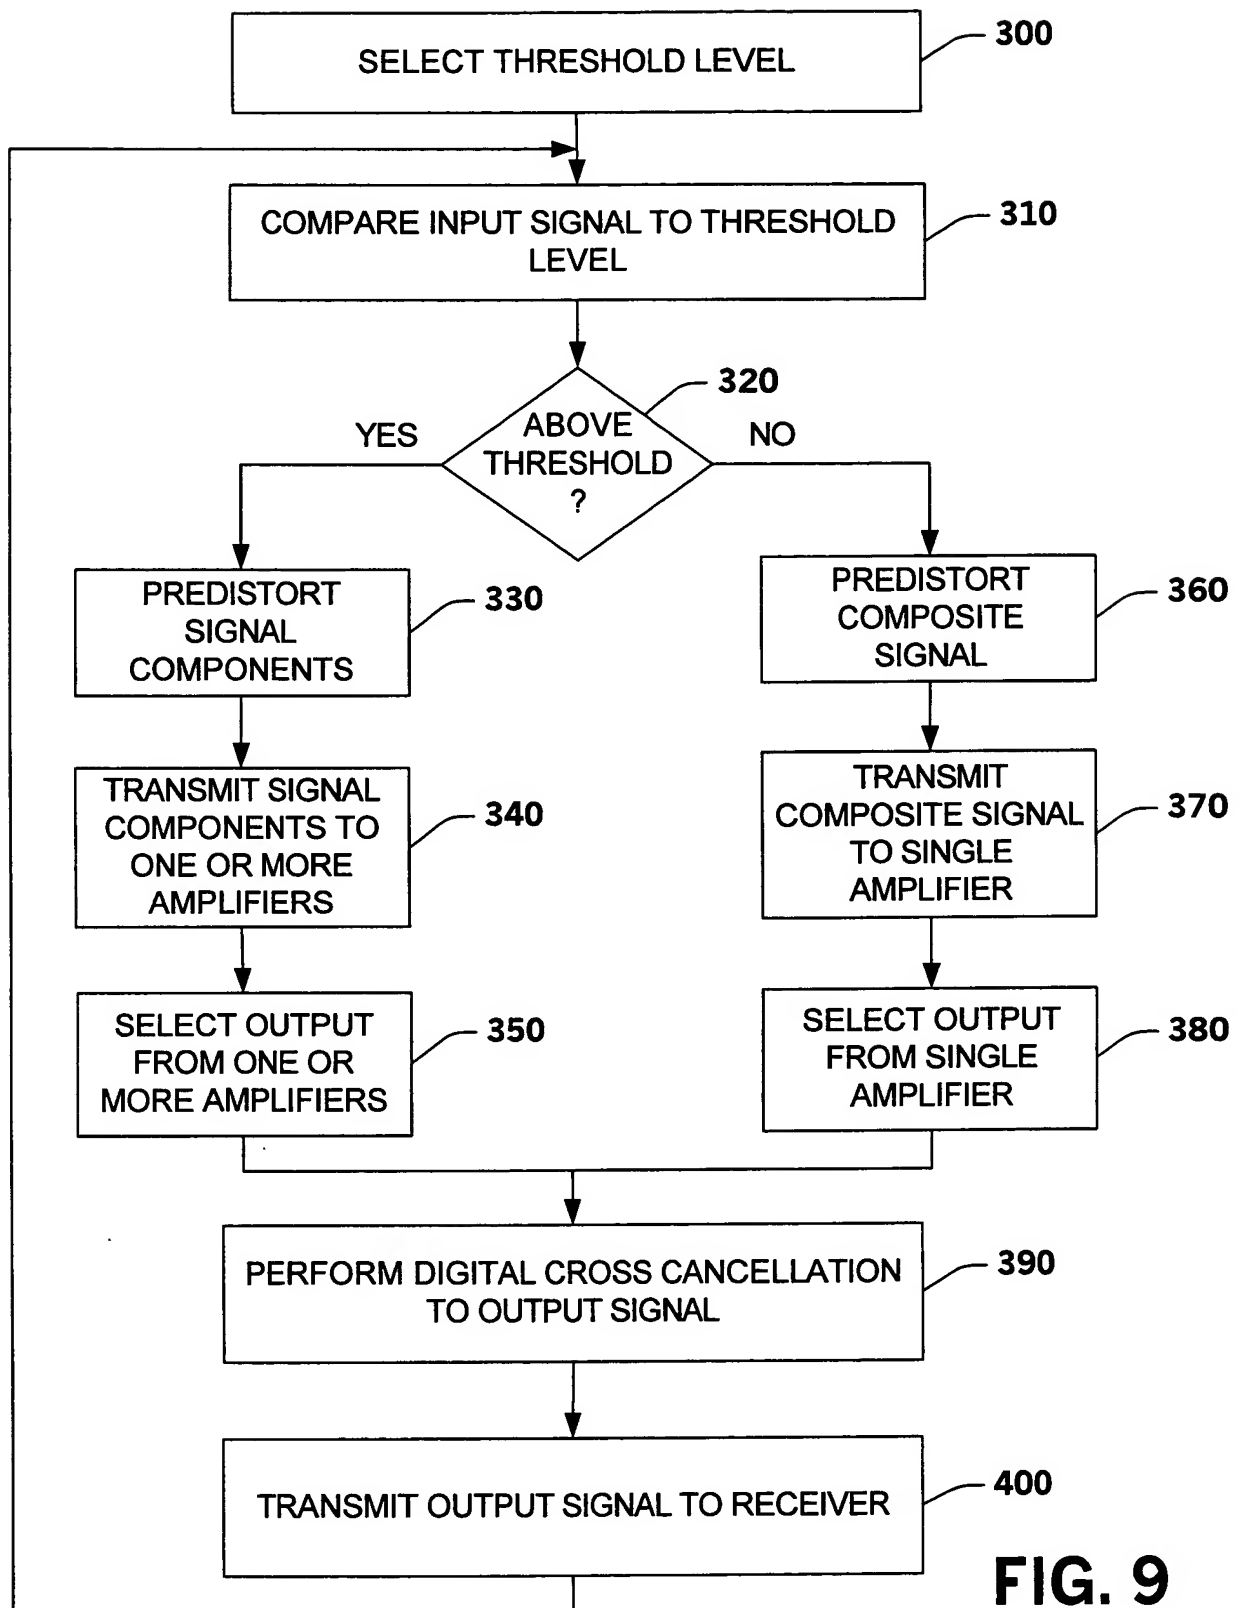 SELECT THRESHOLD LEVEL
300
COMPARE INPUT SIGNAL TO THRESHOLD
LEVEL
310
ABOVE
THRESHOLD
?
320
YES
NO
PREDISTORT
SIGNAL
COMPONENTS
330
PREDISTORT
COMPOSITE
SIGNAL
360
TRANSMIT SIGNAL
COMPONENTS TO
ONE OR MORE
AMPLIFIERS
340
TRANSMIT
COMPOSITE SIGNAL
TO SINGLE
AMPLIFIER
370
SELECT OUTPUT
FROM ONE OR
MORE AMPLIFIERS
350
SELECT OUTPUT
FROM SINGLE
AMPLIFIER
380
PERFORM DIGITAL CROSS CANCELLATION
TO OUTPUT SIGNAL
390
TRANSMIT OUTPUT SIGNAL TO RECEIVER
400
FIG. 9